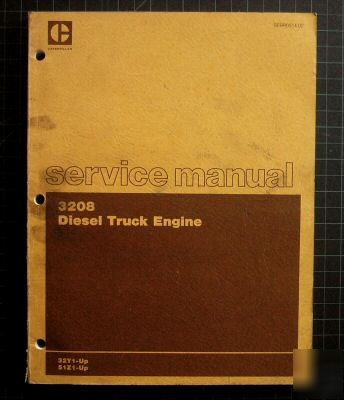 CATERPILLAR
service manual
3208
Diesel Truck Engine
32Y1-Up
51Z1-Up